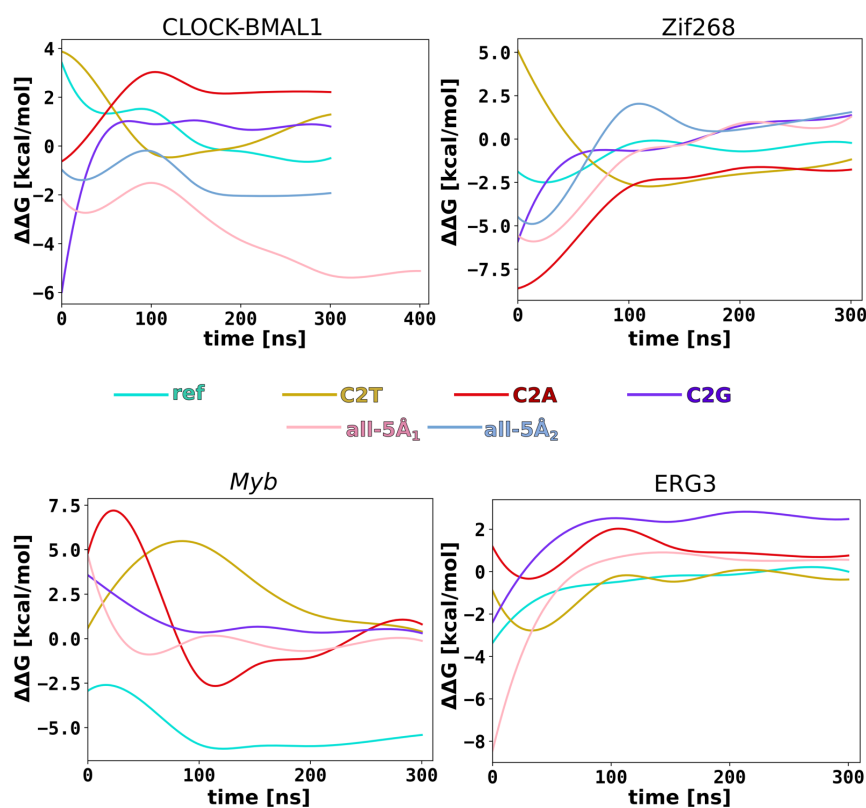 CLOCK-BMAL1
4
2
0
−2
−4
−6
ΔΔG [kcal/mol]
0 100 200 300 400
time [ns]
Zif268
5.0
2.5
0.0
−2.5
−5.0
−7.5
ΔΔG [kcal/mol]
0 100 200 300
time [ns]
ref C2T C2A C2G
all-5Å₁ all-5Å₂
Myb
7.5
5.0
2.5
0.0
−2.5
−5.0
ΔΔG [kcal/mol]
0 100 200 300
time [ns]
ERG3
2
0
−2
−4
−6
−8
ΔΔG [kcal/mol]
0 100 200 300
time [ns]